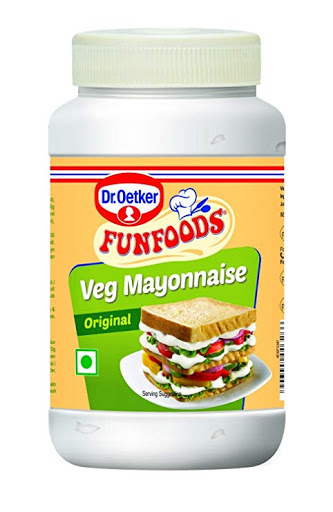 Dr.Oetker
FUNFOODS®
Veg Mayonnaise
Original
Serving Suggestion